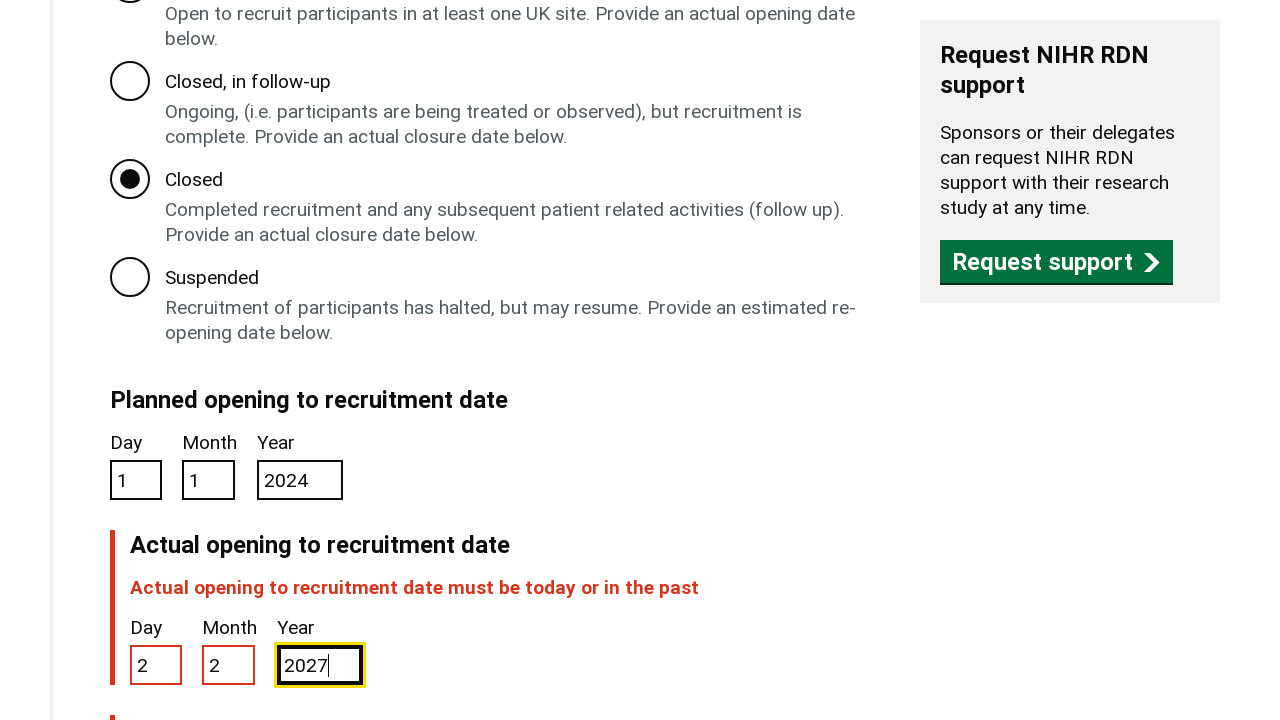 Open to recruit participants in at least one UK site. Provide an actual opening date
below.
Closed, in follow-up
Ongoing, (i.e. participants are being treated or observed), but recruitment is
complete. Provide an actual closure date below.
Closed
Completed recruitment and any subsequent patient related activities (follow up).
Provide an actual closure date below.
Suspended
Recruitment of participants has halted, but may resume. Provide an estimated re-
opening date below.
Planned opening to recruitment date
Day Month Year
1 1 2024
Actual opening to recruitment date
Actual opening to recruitment date must be today or in the past
Day Month Year
2 2 2027
Request NIHR RDN
support
Sponsors or their delegates
can request NIHR RDN
support with their research
study at any time.
Request support